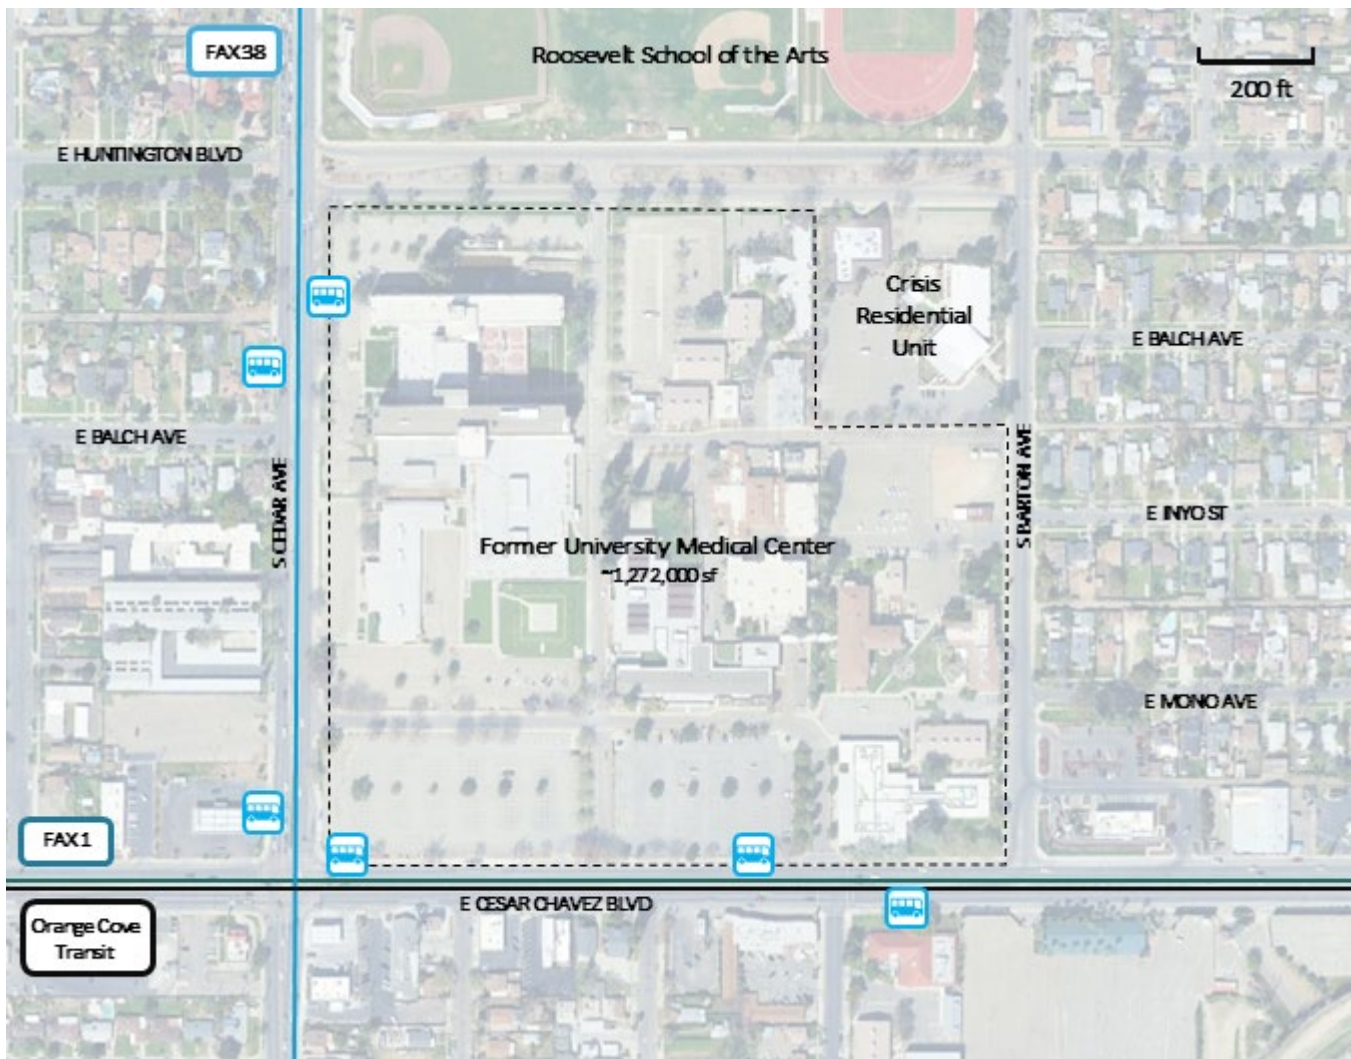 FAX38
Roosevelt School of the Arts
200 ft
E HUNTINGTON BLVD
Crisis
Residential
Unit
E BALCH AVE
E BALCH AVE
S CEDAR AVE
S BARTON AVE
E INYO ST
Former University Medical Center
~1,272,000 sf
E MONO AVE
FAX1
E CESAR CHAVEZ BLVD
Orange Cove
Transit